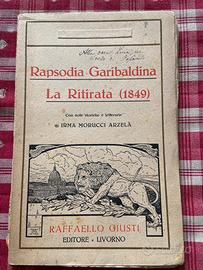 Rapsodia Garibaldina
La Ritirata (1849)
Con note storiche e letterarie
di IRMA MORUCCI ARZELÀ
RAFFAELLO GIUSTI
EDITORE • LIVORNO